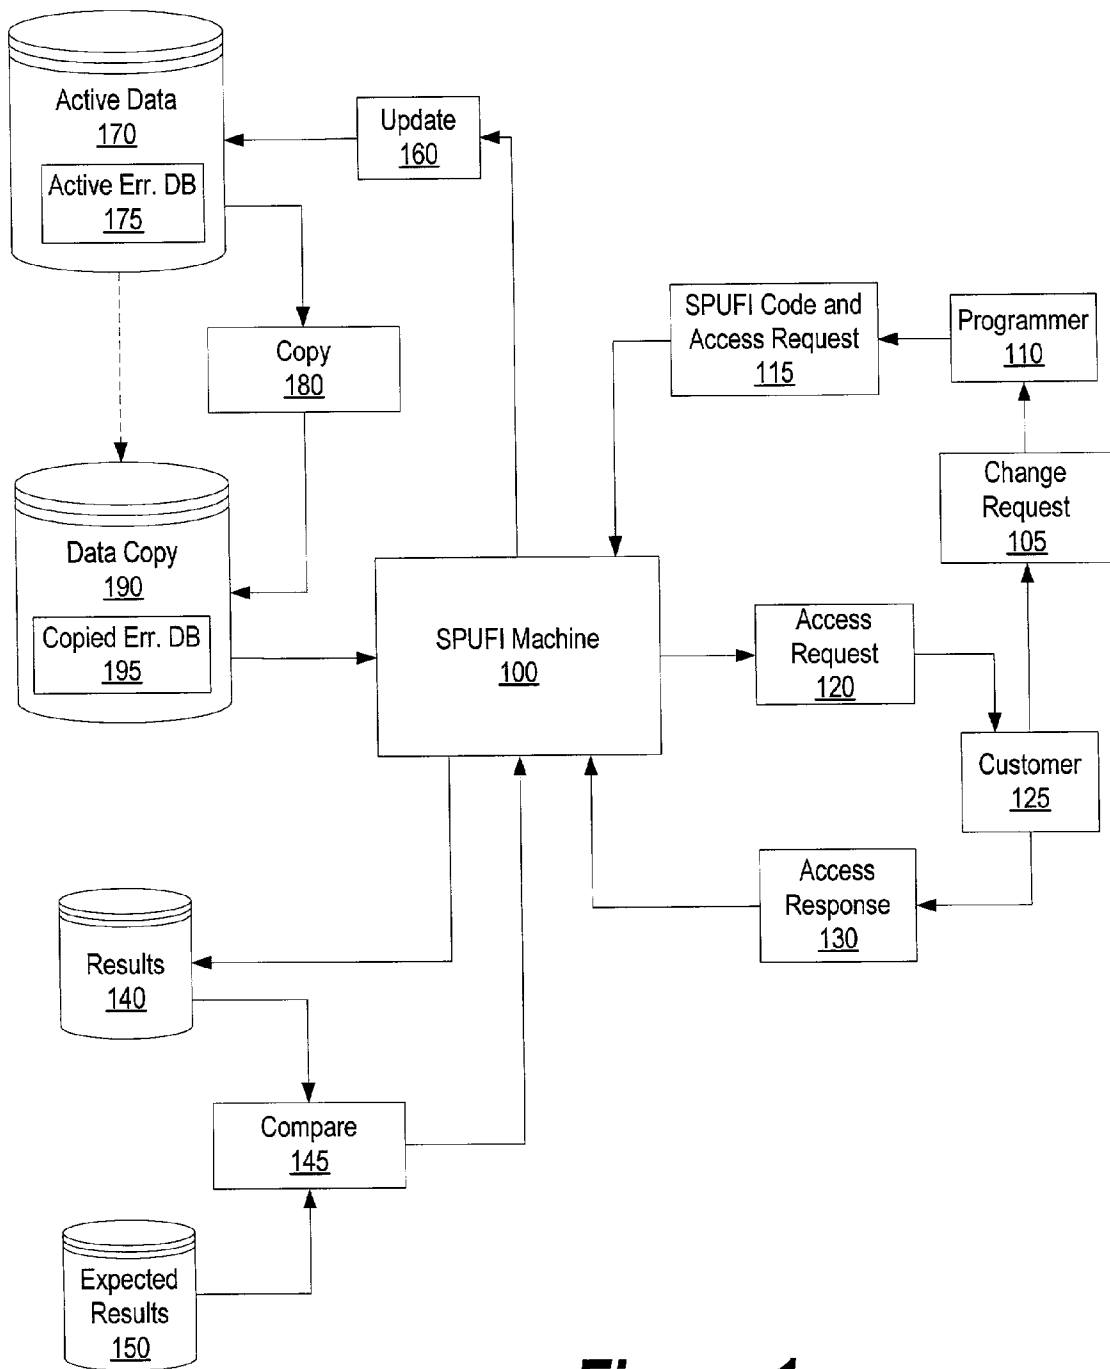 Active Data
170
Active Err. DB
175
Update
160
Copy
180
SPUFI Code and
Access Request
115
Programmer
110
Change
Request
105
Data Copy
190
Copied Err. DB
195
SPUFI Machine
100
Access
Request
120
Customer
125
Access
Response
130
Results
140
Compare
145
Expected
Results
150